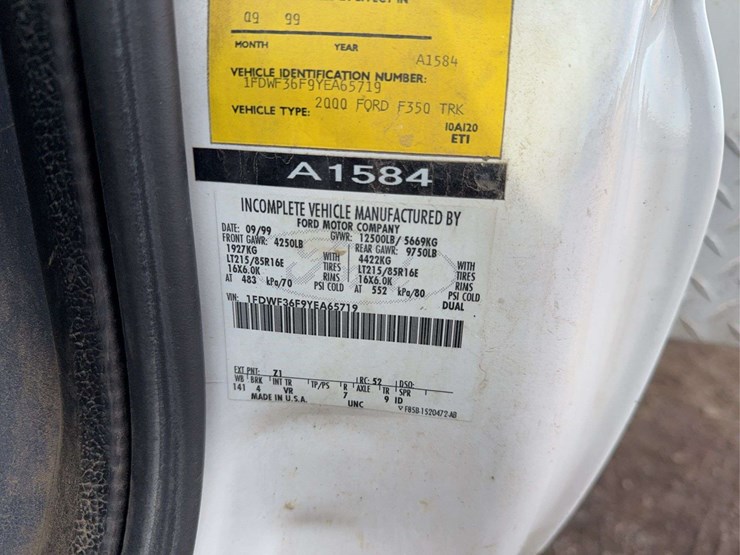 09 99
MONTH YEAR
A1584
VEHICLE IDENTIFICATION NUMBER:
1FDWF36F9YEA65719
VEHICLE TYPE: 2000 FORD F350 TRK
10A120
ETI
A1584
INCOMPLETE VEHICLE MANUFACTURED BY
FORD MOTOR COMPANY
DATE: 09/99 GVWR: 12500LB/ 5669KG
FRONT GAWR: 4250LB REAR GAWR: 9750LB
1927KG WITH 4422KG WITH
LT215/85R16E TIRES LT215/85R16E TIRES
16X6.0K RIMS 16X6.0K RIMS
AT 483 kPa/70 PSI COLD AT 552 kPa/80 PSI COLD
DUAL
VIN: 1FDWF36F9YEA65719
EXT PNT: Z1 RC: 52 DSO:
WB BRK INT TR TP/PS R AXLE TR SPR
141 4 VR 7 9 ID
MADE IN U.S.A. UNC F85B-1520472-AB